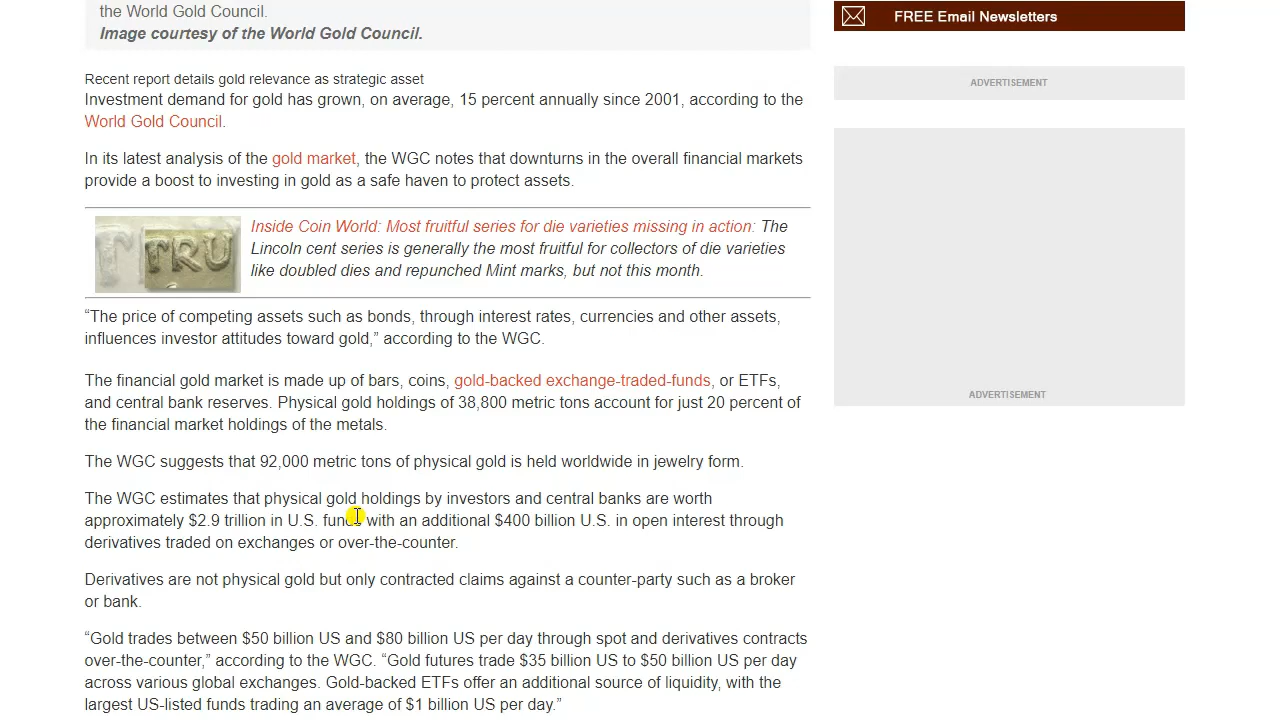 the World Gold Council.
Image courtesy of the World Gold Council.
FREE Email Newsletters
ADVERTISEMENT
Recent report details gold relevance as strategic asset
Investment demand for gold has grown, on average, 15 percent annually since 2001, according to the
World Gold Council.
In its latest analysis of the gold market, the WGC notes that downturns in the overall financial markets
provide a boost to investing in gold as a safe haven to protect assets.
TRU
Inside Coin World: Most fruitful series for die varieties missing in action: The
Lincoln cent series is generally the most fruitful for collectors of die varieties
like doubled dies and repunched Mint marks, but not this month.
“The price of competing assets such as bonds, through interest rates, currencies and other assets,
influences investor attitudes toward gold,” according to the WGC.
The financial gold market is made up of bars, coins, gold-backed exchange-traded-funds, or ETFs,
and central bank reserves. Physical gold holdings of 38,800 metric tons account for just 20 percent of
the financial market holdings of the metals.
ADVERTISEMENT
The WGC suggests that 92,000 metric tons of physical gold is held worldwide in jewelry form.
The WGC estimates that physical gold holdings by investors and central banks are worth
approximately $2.9 trillion in U.S. funds with an additional $400 billion U.S. in open interest through
derivatives traded on exchanges or over-the-counter.
Derivatives are not physical gold but only contracted claims against a counter-party such as a broker
or bank.
“Gold trades between $50 billion US and $80 billion US per day through spot and derivatives contracts
over-the-counter,” according to the WGC. “Gold futures trade $35 billion US to $50 billion US per day
across various global exchanges. Gold-backed ETFs offer an additional source of liquidity, with the
largest US-listed funds trading an average of $1 billion US per day.”